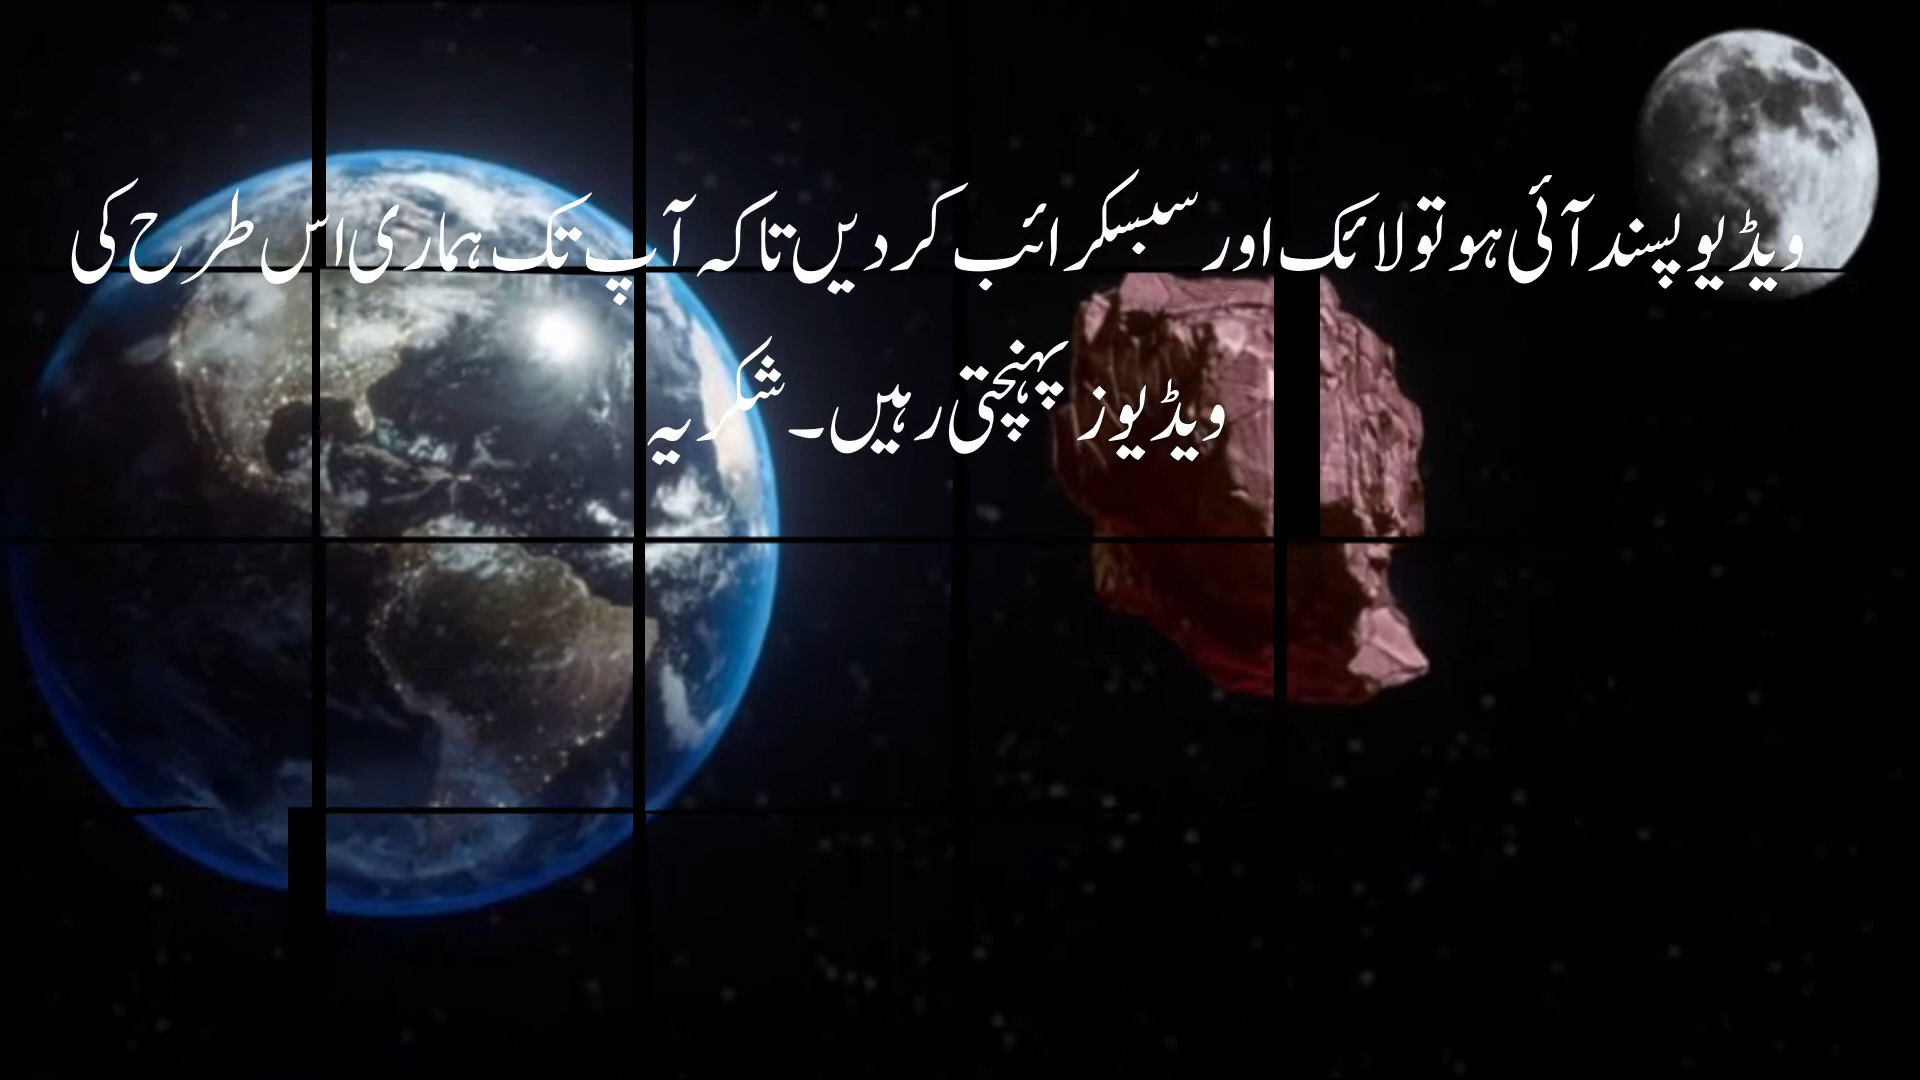 ویڈیو پسند آئی ہو تو لائک اور سبسکرائب کر دیں تاکہ آپ تک ہماری اس طرح کی
ویڈیوز پہنچتی رہیں۔ شکریہ